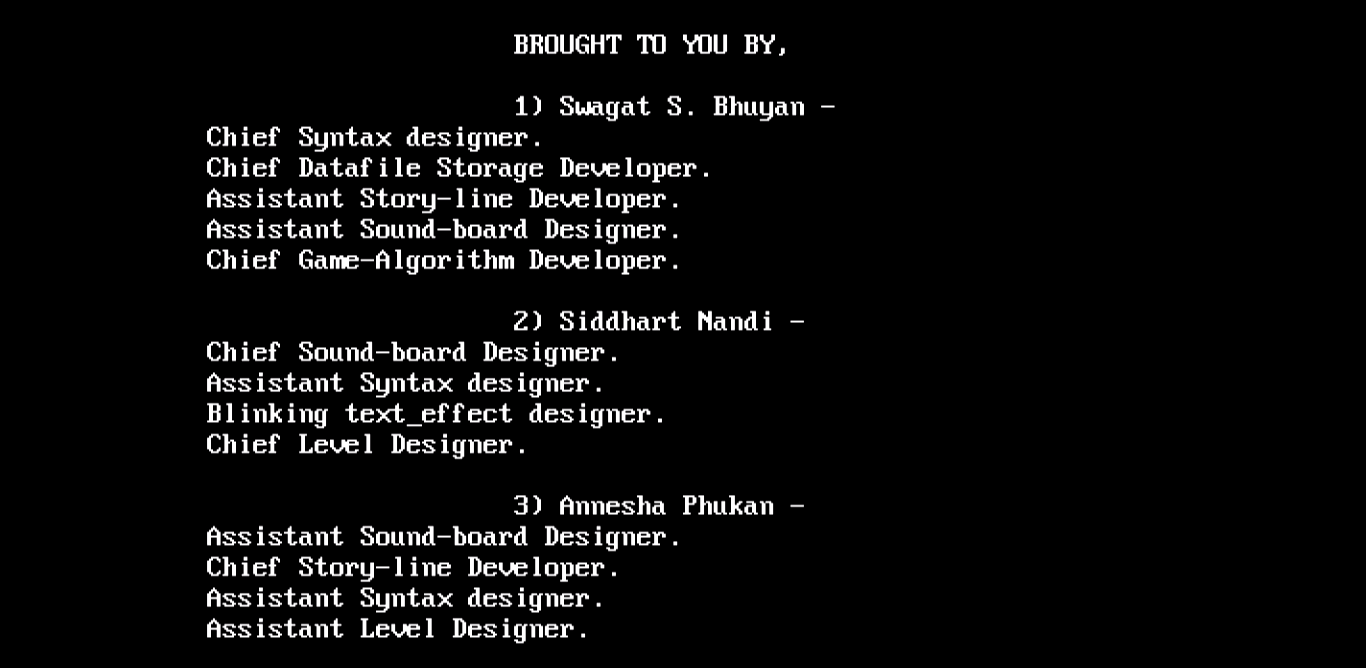 BROUGHT TO YOU BY,
1) Swagat S. Bhuyan -
Chief Syntax designer.
Chief Datafile Storage Developer.
Assistant Story-line Developer.
Assistant Sound-board Designer.
Chief Game-Algorithm Developer.
2) Siddhart Nandi -
Chief Sound-board Designer.
Assistant Syntax designer.
Blinking text_effect designer.
Chief Level Designer.
3) Annesha Phukan -
Assistant Sound-board Designer.
Chief Story-line Developer.
Assistant Syntax designer.
Assistant Level Designer.